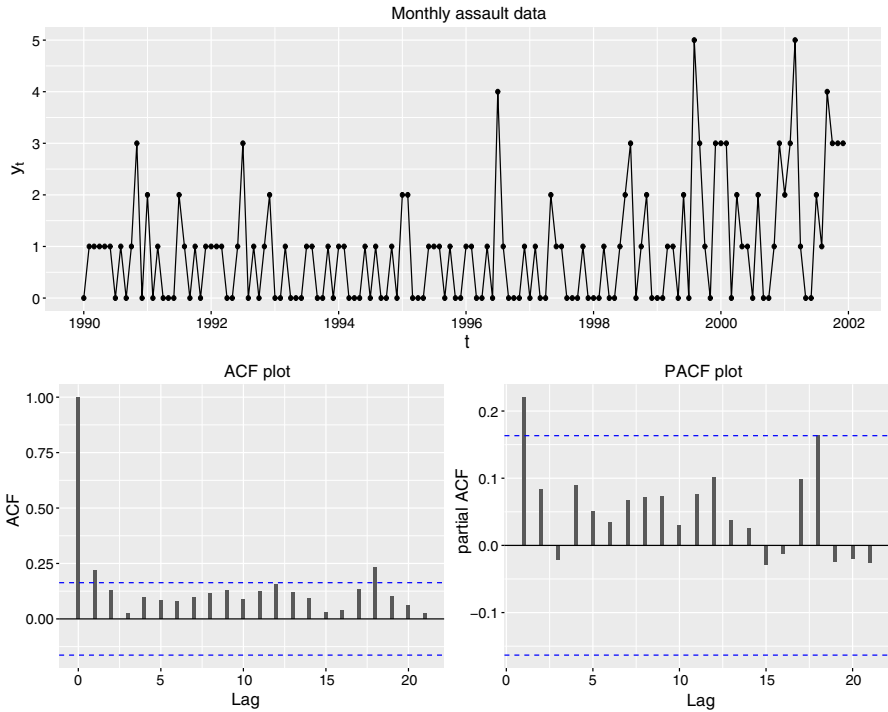 Monthly assault data
5
4
3
2
1
0
yt
1990 1992 1994 1996 1998 2000 2002
t
ACF plot
1.00
0.75
0.50
0.25
0.00
ACF
0 5 10 15 20
Lag
PACF plot
0.2
0.1
0.0
−0.1
partial ACF
0 5 10 15 20
Lag